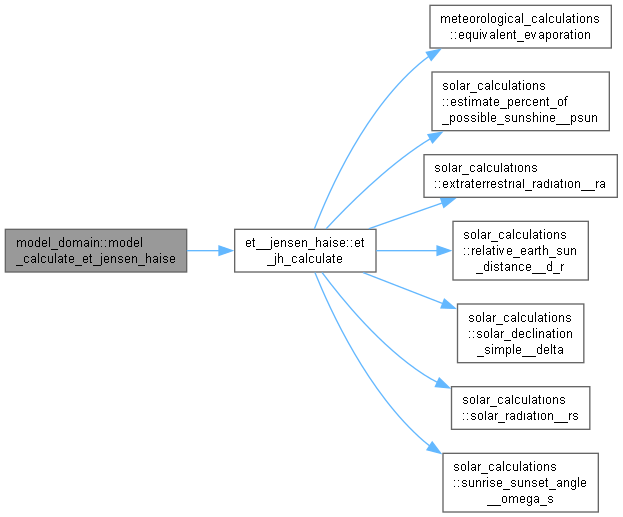 model_domain::model
_calculate_et_jensen_haise
et__jensen_haise::et
_jh_calculate
meteorological_calculations
::equivalent_evaporation
solar_calculations
::estimate_percent_of
_possible_sunshine__psun
solar_calculations
::extraterrestrial_radiation__ra
solar_calculations
::relative_earth_sun
_distance__d_r
solar_calculations
::solar_declination
_simple__delta
solar_calculations
::solar_radiation__rs
solar_calculations
::sunrise_sunset_angle
__omega_s